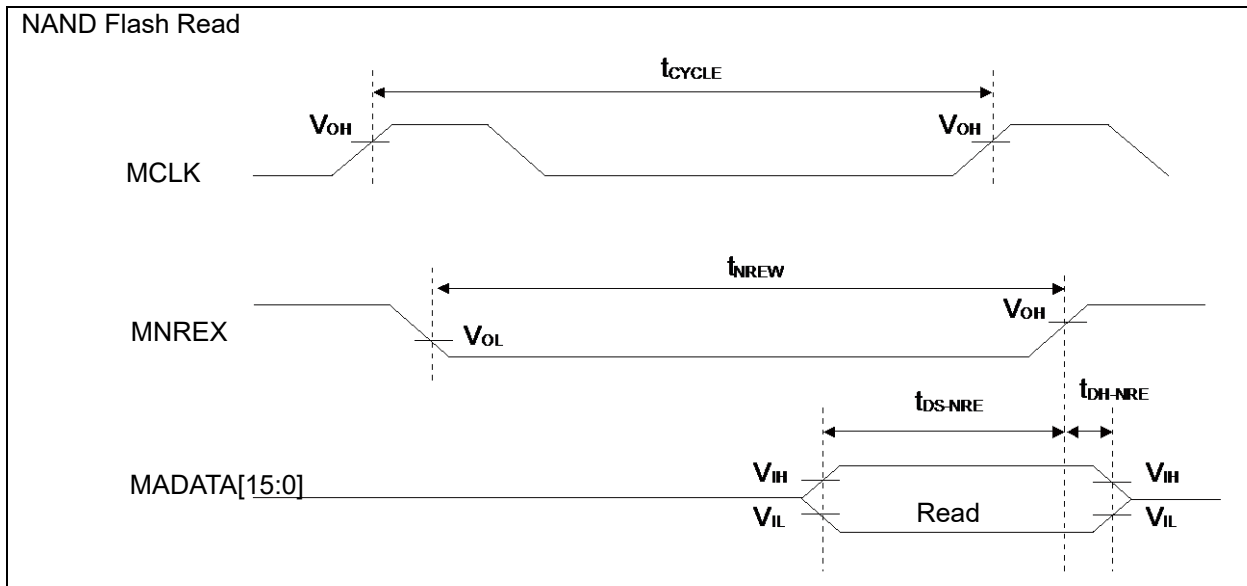 NAND Flash Read
tCYCLE
VOH
VOH
MCLK
tNREW
VOH
MNREX
VOL
tDS-NRE
tDH-NRE
VIH
VIH
MADATA[15:0]
VIL
Read
VIL